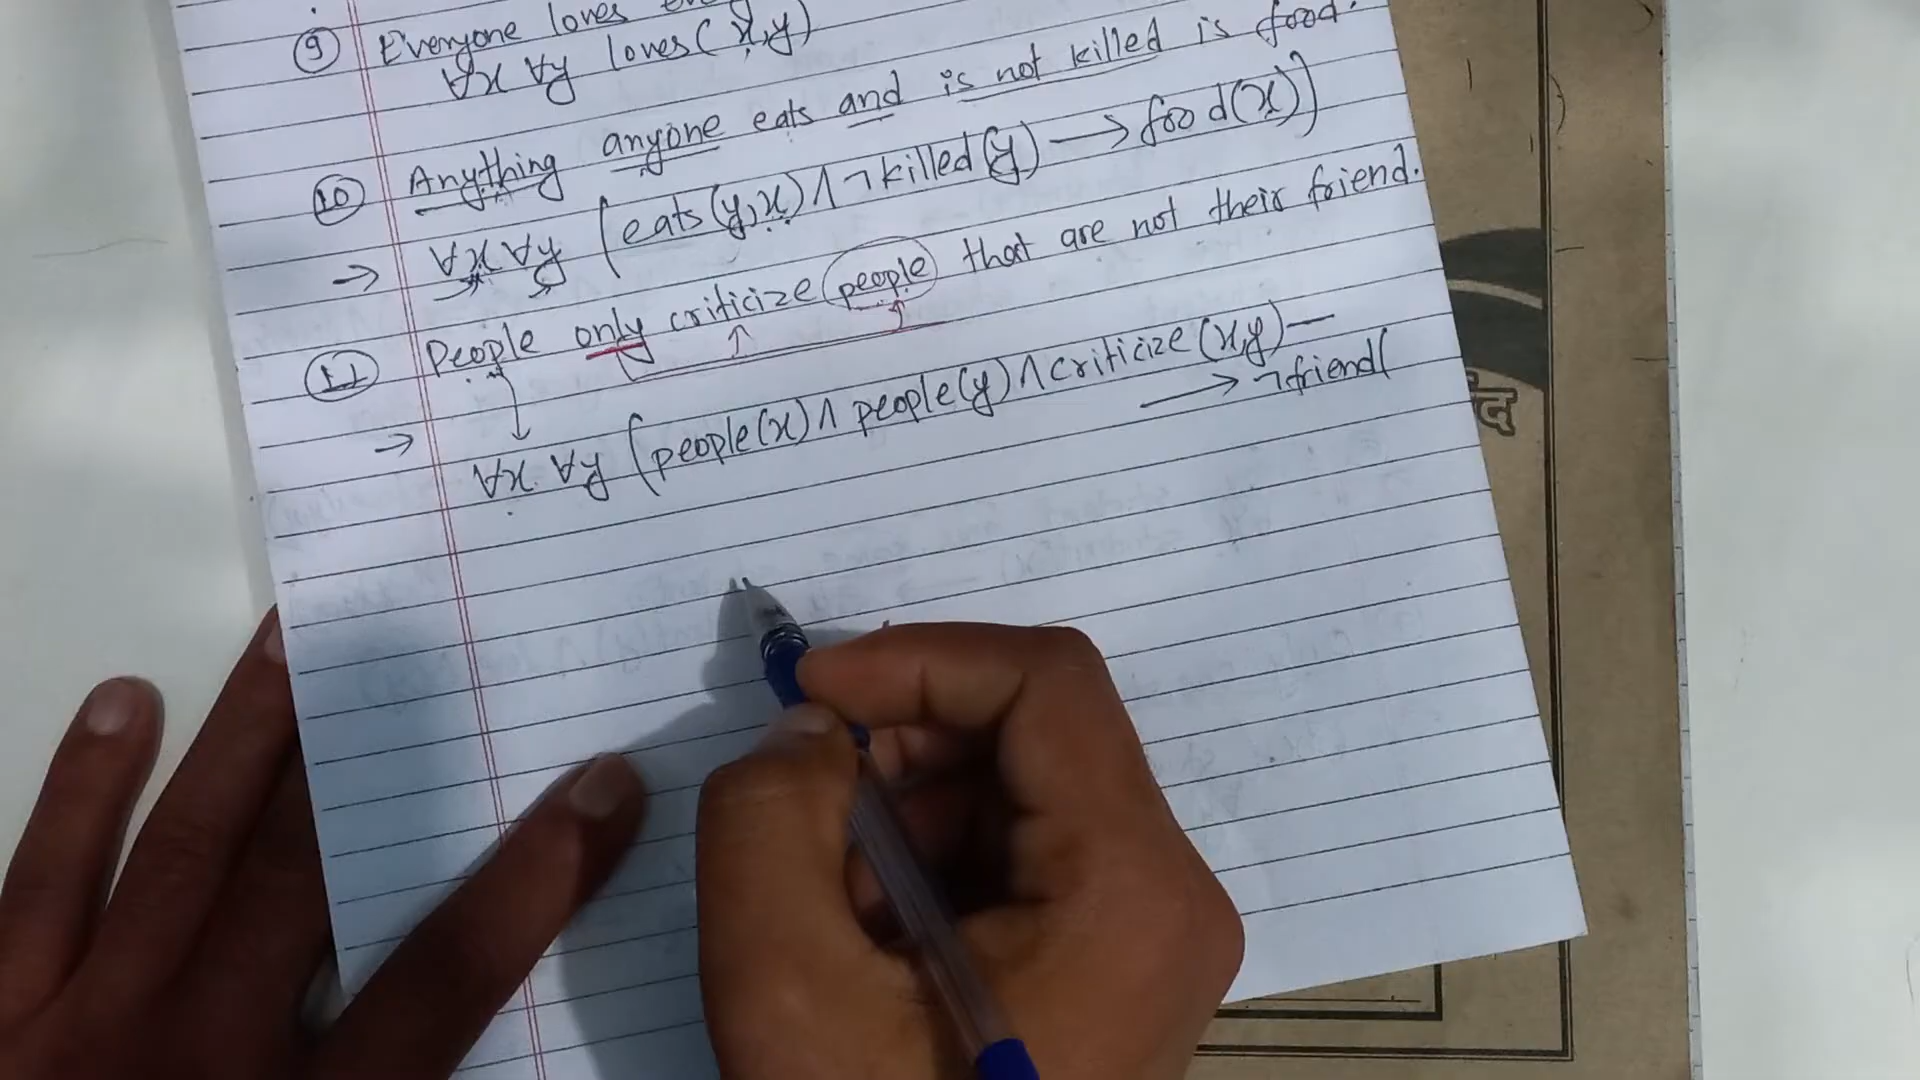 ⑨ Everyone loves
∀x ∀y loves(x,y)
⑩ Anything anyone eats and is not killed is food.
→ ∀x ∀y (eats(y,x) ∧ ¬killed(y) → food(x))
⑪ People only criticize people that are not their friend.
→ ∀x ∀y (people(x) ∧ people(y) ∧ criticize(x,y) —
→ ¬friend(